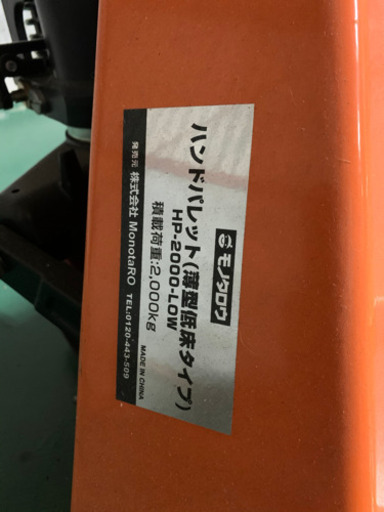 モノタロウ
ハンドパレット(薄型低床タイプ)
HP-2000-LOW
積載荷重:2,000kg
MADE IN CHINA
発売元 株式会社 MonotaRO TEL:0120-443-509